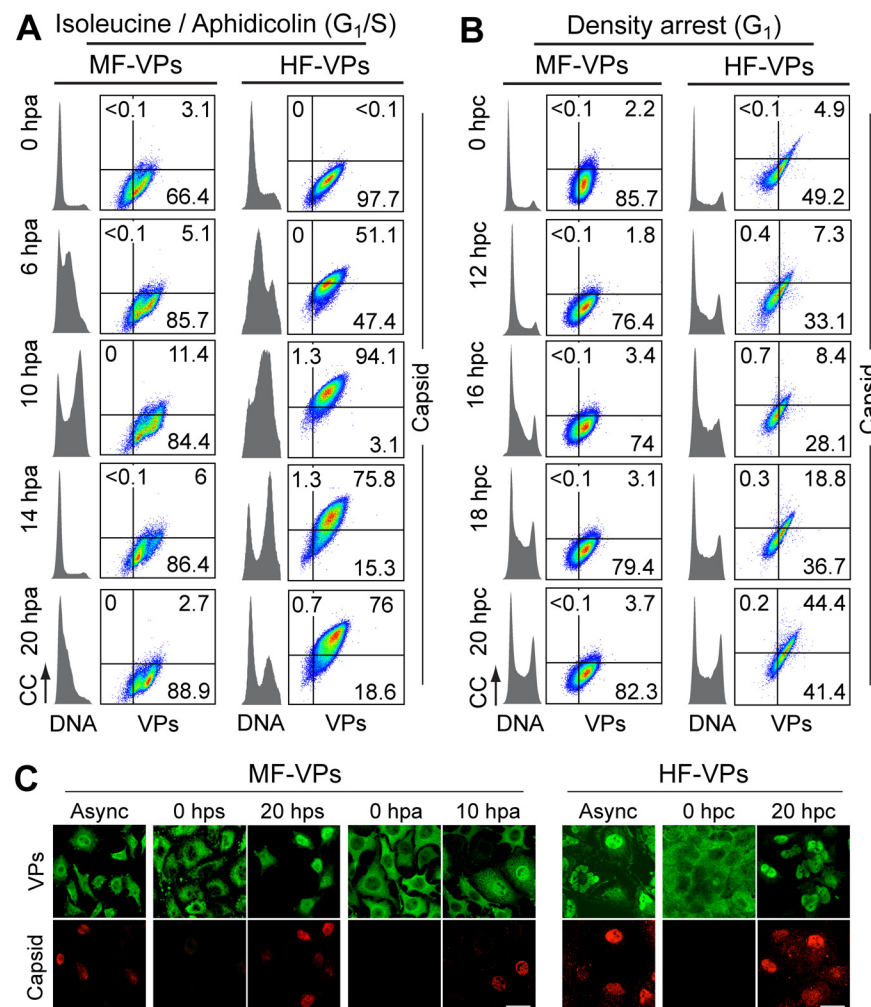 A
Isoleucine / Aphidicolin (G₁/S)
MF-VPs HF-VPs
0 hpa
<0.1 3.1
66.4
0 <0.1
97.7
6 hpa
<0.1 5.1
85.7
0 51.1
47.4
10 hpa
0 11.4
84.4
1.3 94.1
3.1
14 hpa
<0.1 6
86.4
1.3 75.8
15.3
20 hpa
0 2.7
88.9
0.7 76
18.6
Capsid
CC
DNA VPs
B
Density arrest (G₁)
MF-VPs HF-VPs
0 hpc
<0.1 2.2
85.7
<0.1 4.9
49.2
12 hpc
<0.1 1.8
76.4
0.4 7.3
33.1
16 hpc
<0.1 3.4
74
0.7 8.4
28.1
18 hpc
<0.1 3.1
79.4
0.3 18.8
36.7
20 hpc
<0.1 3.7
82.3
0.2 44.4
41.4
Capsid
CC
DNA VPs
C
MF-VPs HF-VPs
Async 0 hps 20 hps 0 hpa 10 hpa Async 0 hpc 20 hpc
VPs
Capsid